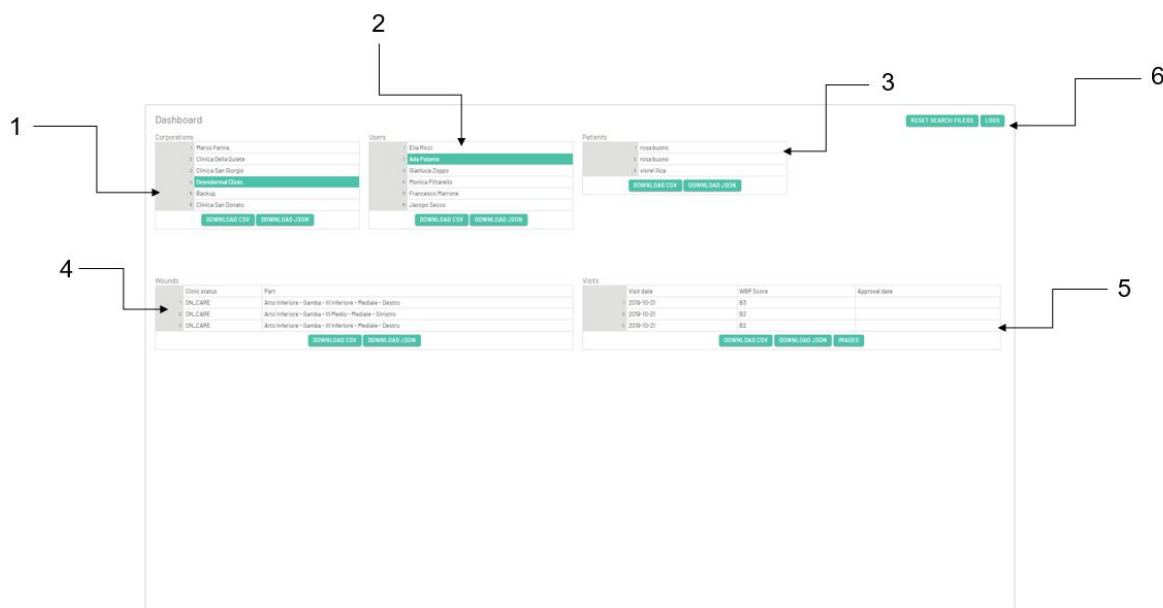 2
6
3
1
Dashboard
RESET SEARCH FILEDS LOGS
Corporations
1 Marco Farina
2 Clinica Della Quiete
3 Clinica San Giorgio
4 Omnidermal Clinic
5 Backup
6 Clinica San Donato
DOWNLOAD CSV DOWNLOAD JSON
Users
1 Elia Ricci
2 Ada Palama
3 Gianluca Zoppo
4 Monica Pittarello
5 Francesco Marrone
6 Jacopo Secco
DOWNLOAD CSV DOWNLOAD JSON
Patients
1 rosa buono
2 rosa buono
3 viorel ilica
DOWNLOAD CSV DOWNLOAD JSON
4
Wounds
Clinic status Part
1 ON_CARE Arto Inferiore - Gamba - III Inferiore - Mediale - Destro
2 ON_CARE Arto Inferiore - Gamba - III Medio - Mediale - Sinistro
3 ON_CARE Arto Inferiore - Gamba - III Inferiore - Mediale - Destro
DOWNLOAD CSV DOWNLOAD JSON
5
Visits
Visit date WBP Score Approval date
1 2019-10-21 B3
2 2019-10-21 B2
3 2019-10-21 B2
DOWNLOAD CSV DOWNLOAD JSON IMAGES